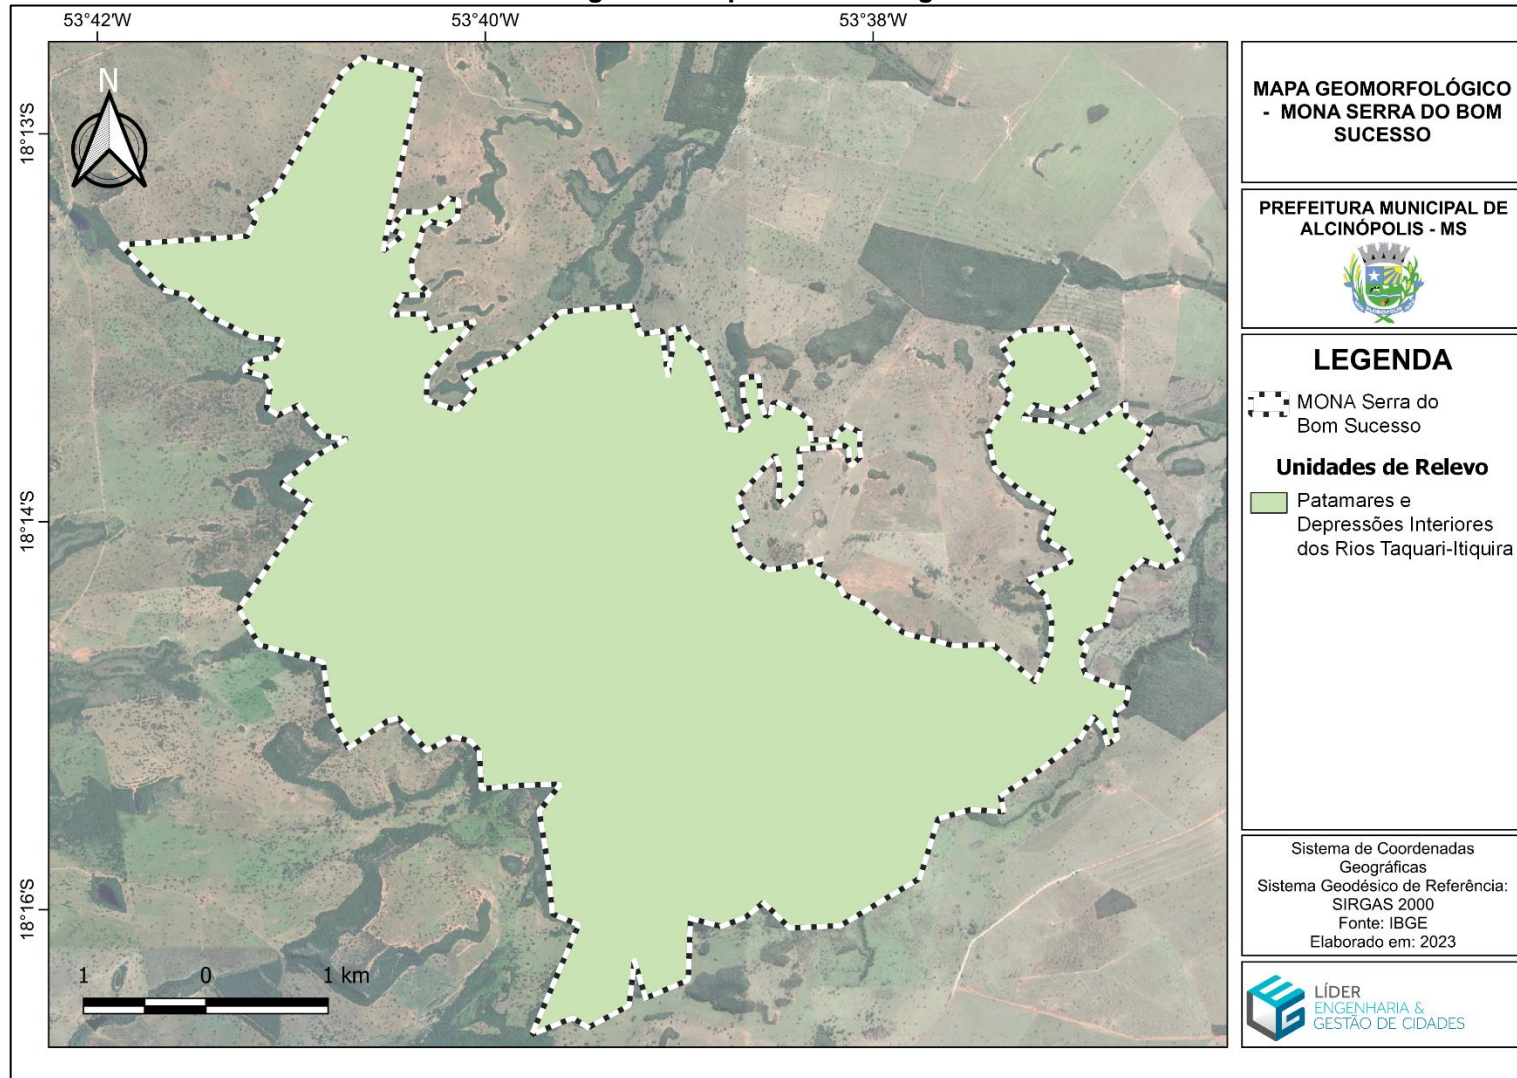 53°42'W
53°40'W
53°38'W
18°13'S
18°14'S
18°16'S
N
1
0
1 km
MAPA GEOMORFOLÓGICO
- MONA SERRA DO BOM
SUCESSO
PREFEITURA MUNICIPAL DE
ALCINÓPOLIS - MS
LEGENDA
MONA Serra do
Bom Sucesso
Unidades de Relevo
Patamares e
Depressões Interiores
dos Rios Taquari-Itiquira
Sistema de Coordenadas
Geográficas
Sistema Geodésico de Referência:
SIRGAS 2000
Fonte: IBGE
Elaborado em: 2023
LÍDER
ENGENHARIA &
GESTÃO DE CIDADES